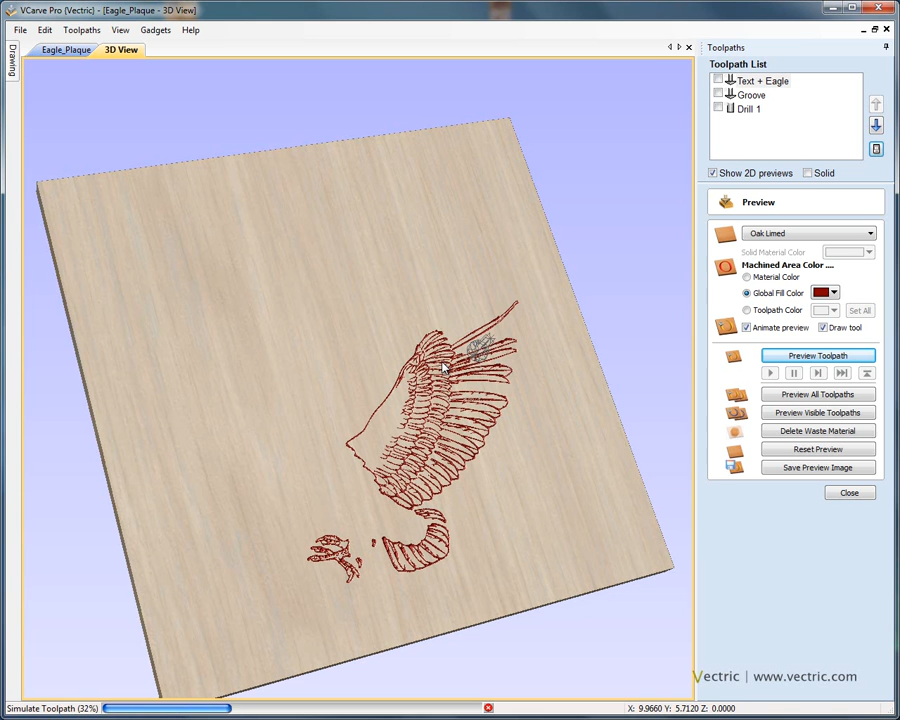 VCarve Pro (Vectric) - [Eagle_Plaque - 3D View]
File Edit Toolpaths View Gadgets Help
Eagle_Plaque 3D View
Drawing
Toolpaths
Toolpath List
Text + Eagle
Groove
Drill 1
Show 2D previews Solid
Preview
Oak Limed
Solid Material Color
Machined Area Color ....
Material Color
Global Fill Color
Toolpath Color Set All
Animate preview Draw tool
Preview Toolpath
Preview All Toolpaths
Preview Visible Toolpaths
Delete Waste Material
Reset Preview
Save Preview Image
Close
Vectric | www.vectric.com
Simulate Toolpath (32%) X: 9.9660 Y: 5.7120 Z: 0.0000